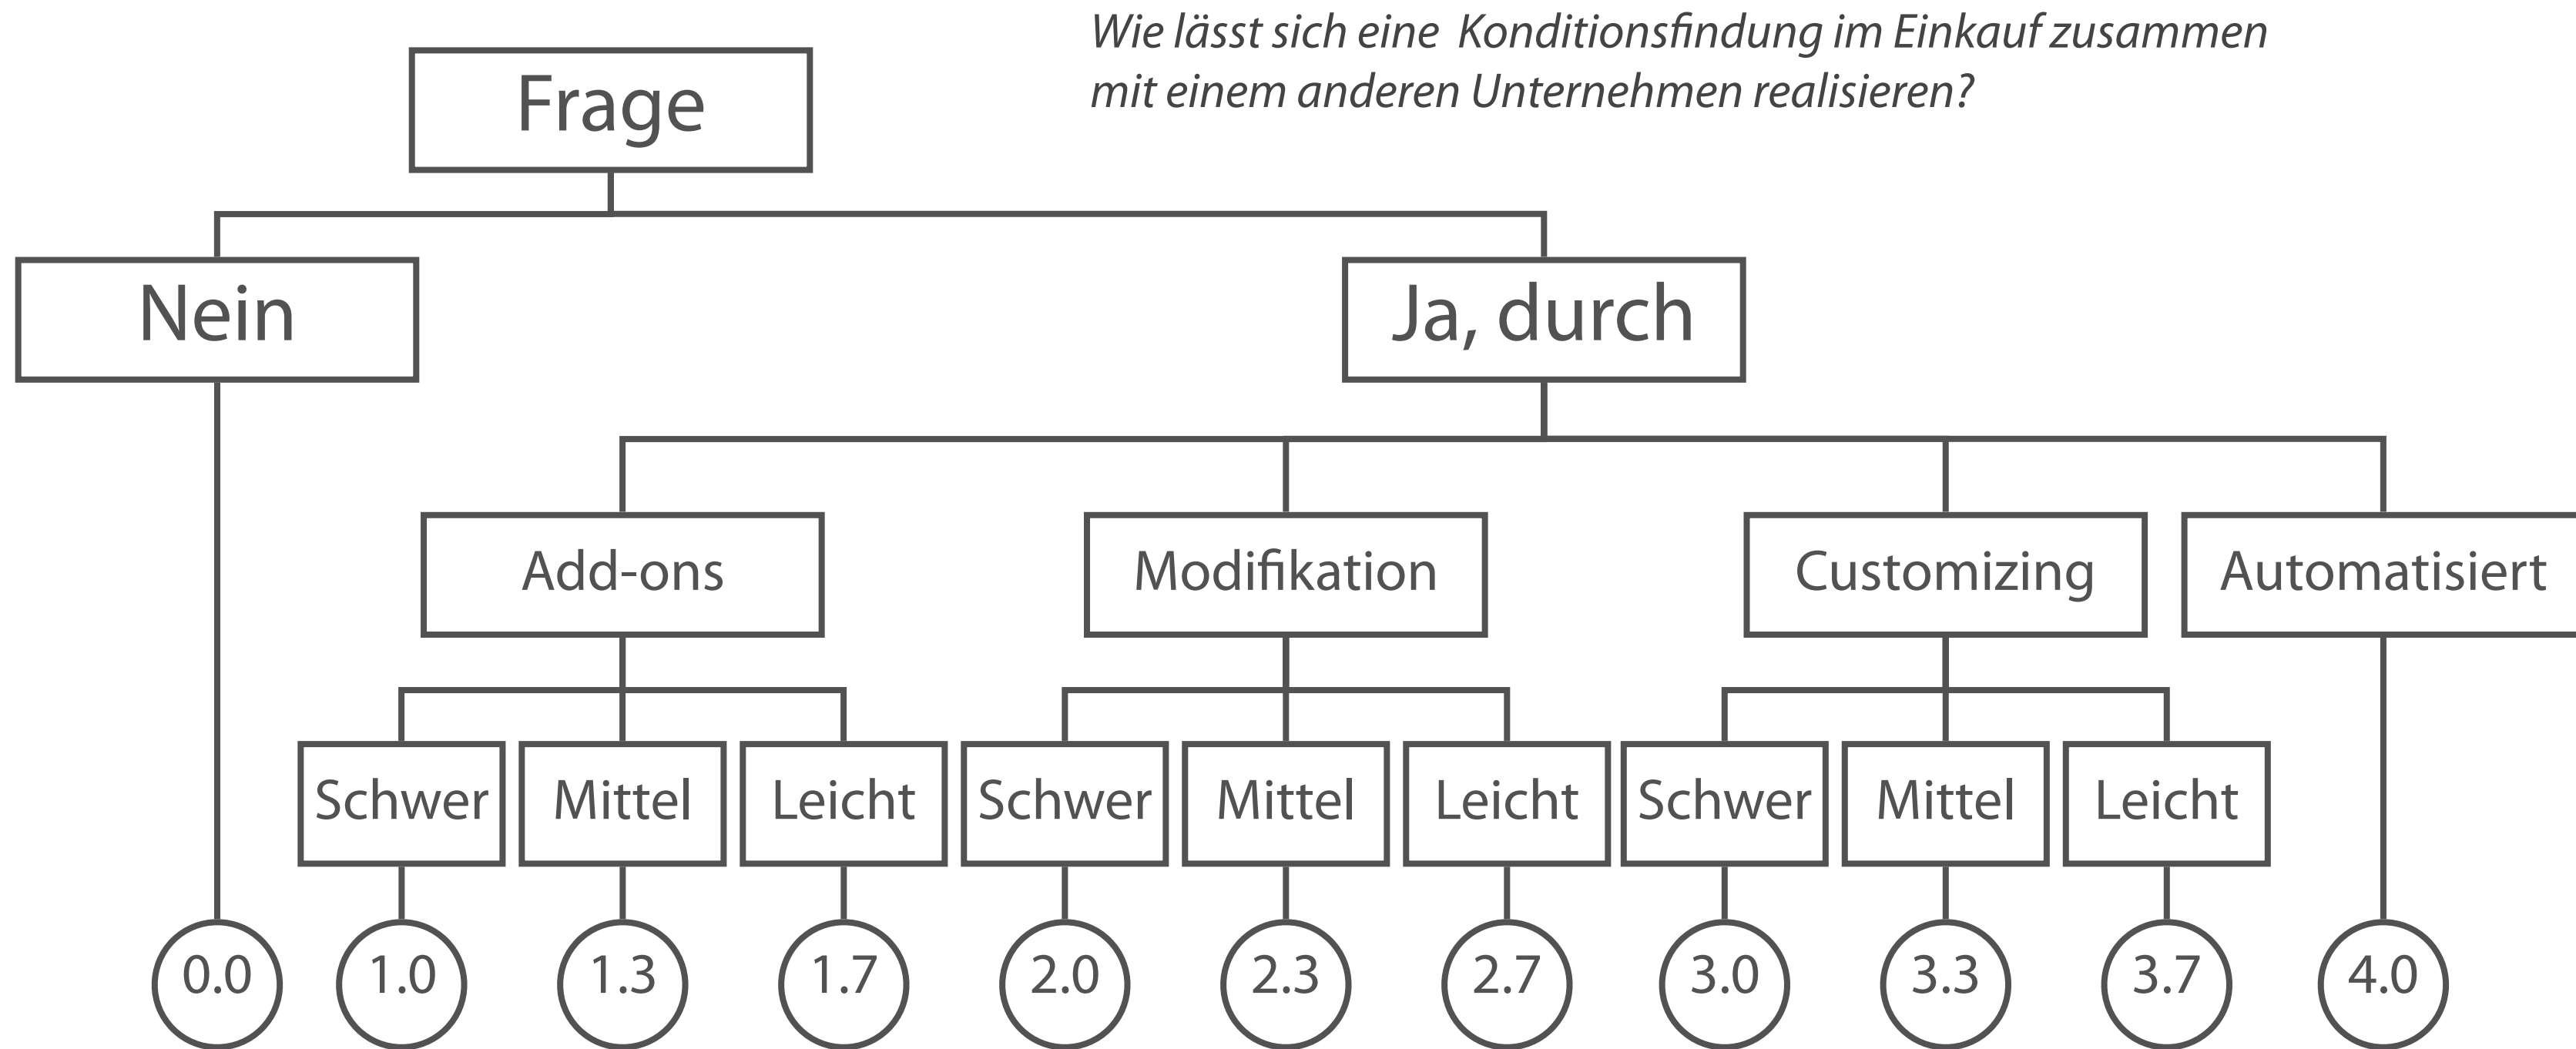 Wie lässt sich eine Konditionsfindung im Einkauf zusammen
mit einem anderen Unternehmen realisieren?
Frage
Nein
Ja, durch
Add-ons
Modifikation
Customizing
Automatisiert
Schwer
Mittel
Leicht
Schwer
Mittel
Leicht
Schwer
Mittel
Leicht
0.0
1.0
1.3
1.7
2.0
2.3
2.7
3.0
3.3
3.7
4.0